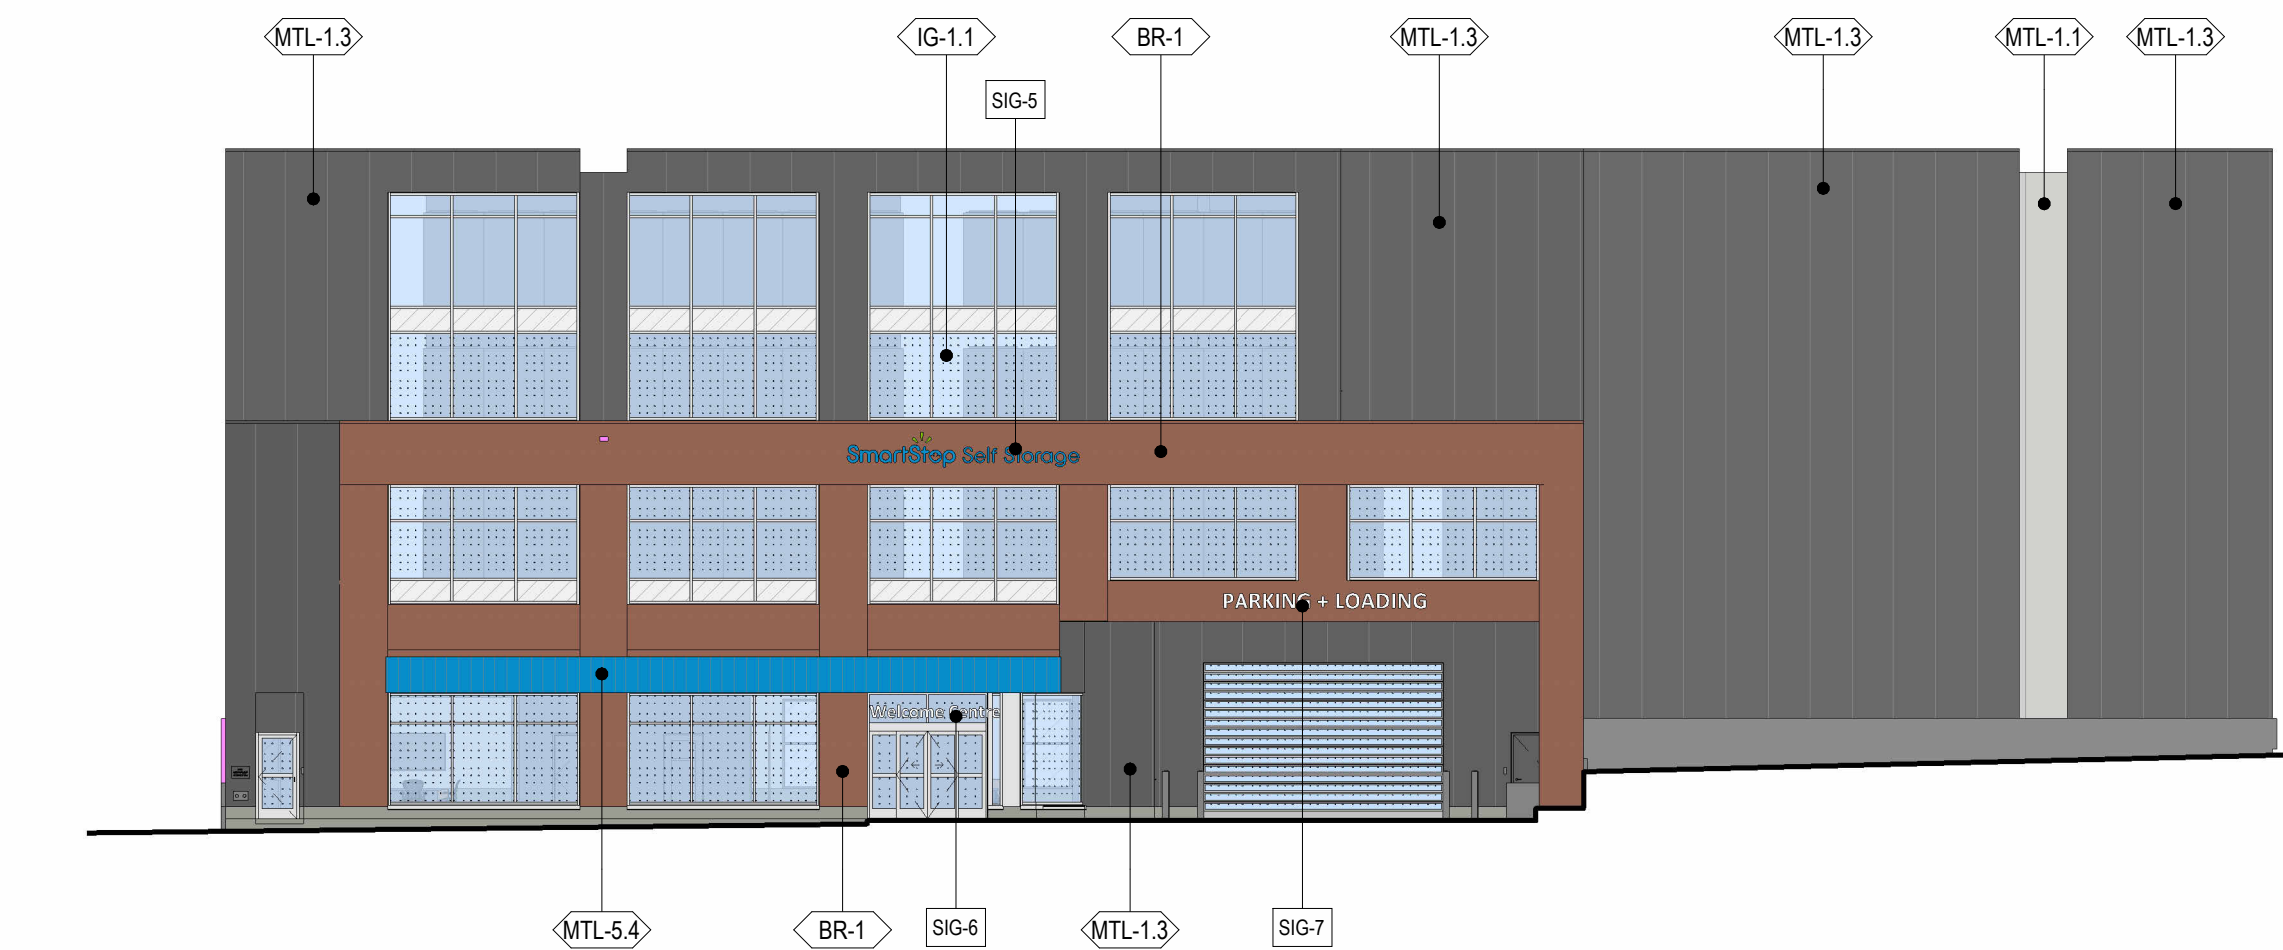 MTL-1.3
IG-1.1
BR-1
MTL-1.3
MTL-1.3
MTL-1.1
MTL-1.3
SIG-5
SmartStop Self Storage
PARKING + LOADING
Welcome Centre
MTL-5.4
BR-1
SIG-6
MTL-1.3
SIG-7